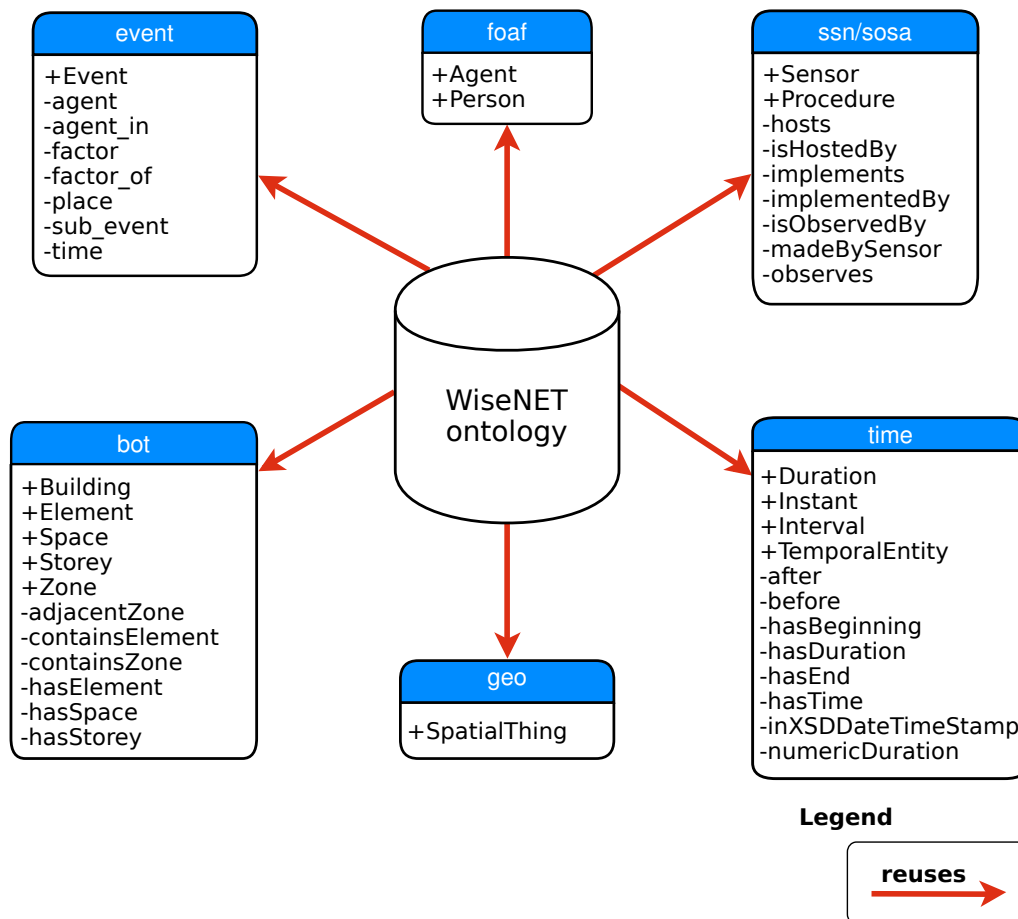 event
+Event
-agent
-agent_in
-factor
-factor_of
-place
-sub_event
-time
foaf
+Agent
+Person
ssn/sosa
+Sensor
+Procedure
-hosts
-isHostedBy
-implements
-implementedBy
-isObservedBy
-madeBySensor
-observes
WiseNET
ontology
bot
+Building
+Element
+Space
+Storey
+Zone
-adjacentZone
-containsElement
-containsZone
-hasElement
-hasSpace
-hasStorey
geo
+SpatialThing
time
+Duration
+Instant
+Interval
+TemporalEntity
-after
-before
-hasBeginning
-hasDuration
-hasEnd
-hasTime
-inXSDDateTimeStamp
-numericDuration
Legend
reuses